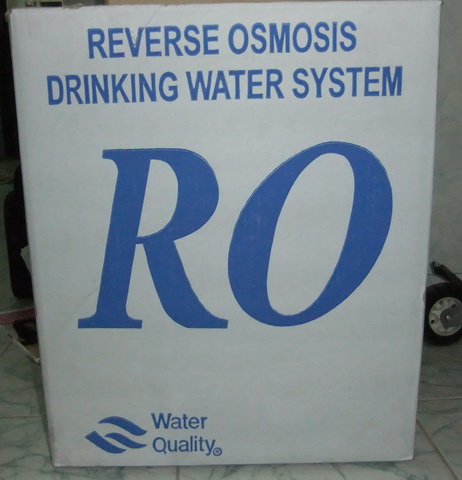 REVERSE OSMOSIS
DRINKING WATER SYSTEM
RO
Water
Quality®